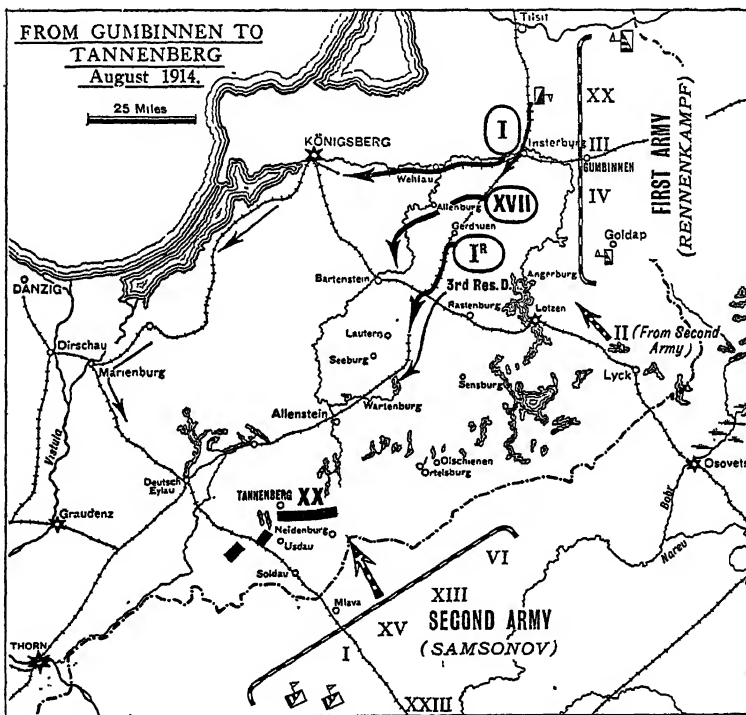 FROM GUMBINNEN TO
TANNENBERG
August 1914.
25 Miles
Tilsit
XX
KÖNIGSBERG
I
Insterburg
III
GUMBINNEN
Wehlau
FIRST ARMY
(RENNENKAMPF)
Allenburg
XVII
IV
Gerdauen
Goldap
Iᴿ
DANZIG
Bartenstein
3rd Res. D.
Angerburg
Rastenburg
Lotzen
II (From Second
Army)
Dirschau
Lautern
Marienburg
Seeburg
Lyck
Sensburg
Vistula
Allenstein
Wartenburg
Olschienen
Ortelsburg
Osovets
Deutsch
Eylau
TANNENBERG
XX
Bobr
Graudenz
Neidenburg
Usdau
Narev
VI
Soldau
XIII
Mlava
SECOND ARMY
XV
(SAMSONOV)
THORN
I
XXIII